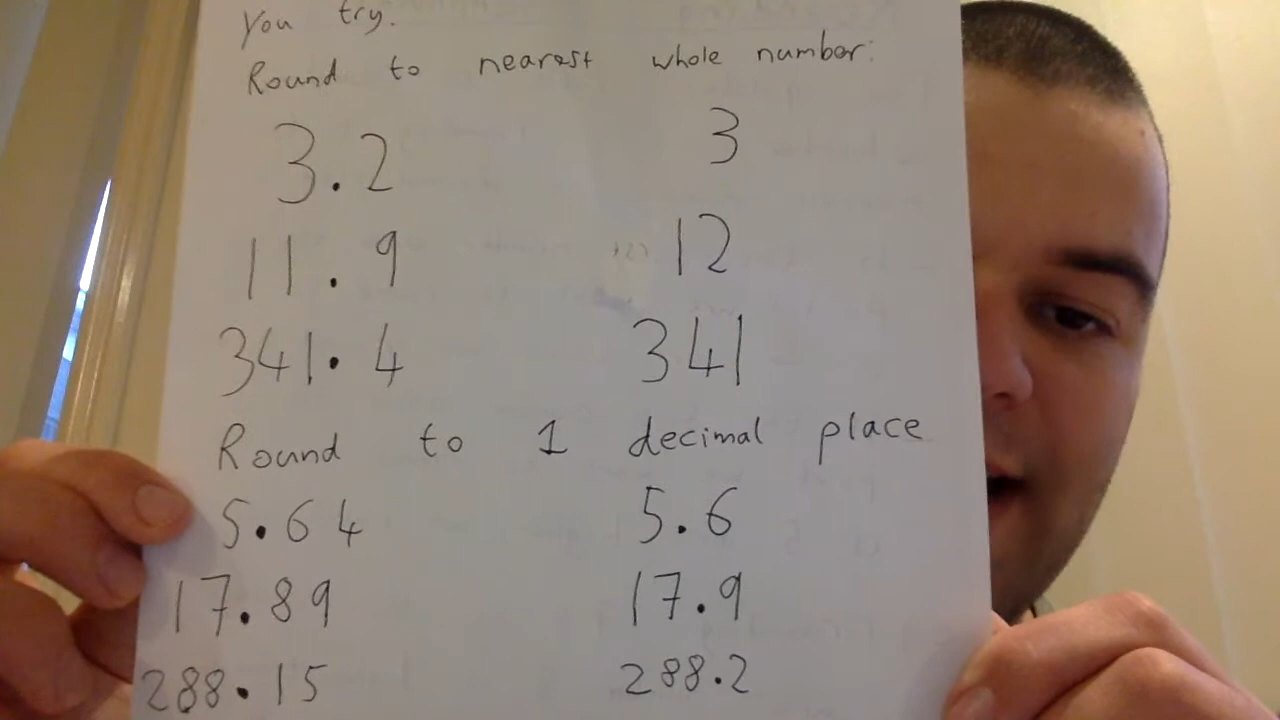 You try.
Round to nearest whole number:
3.2 3
11.9 12
341.4 341
Round to 1 decimal place
5.64 5.6
17.89 17.9
288.15 288.2